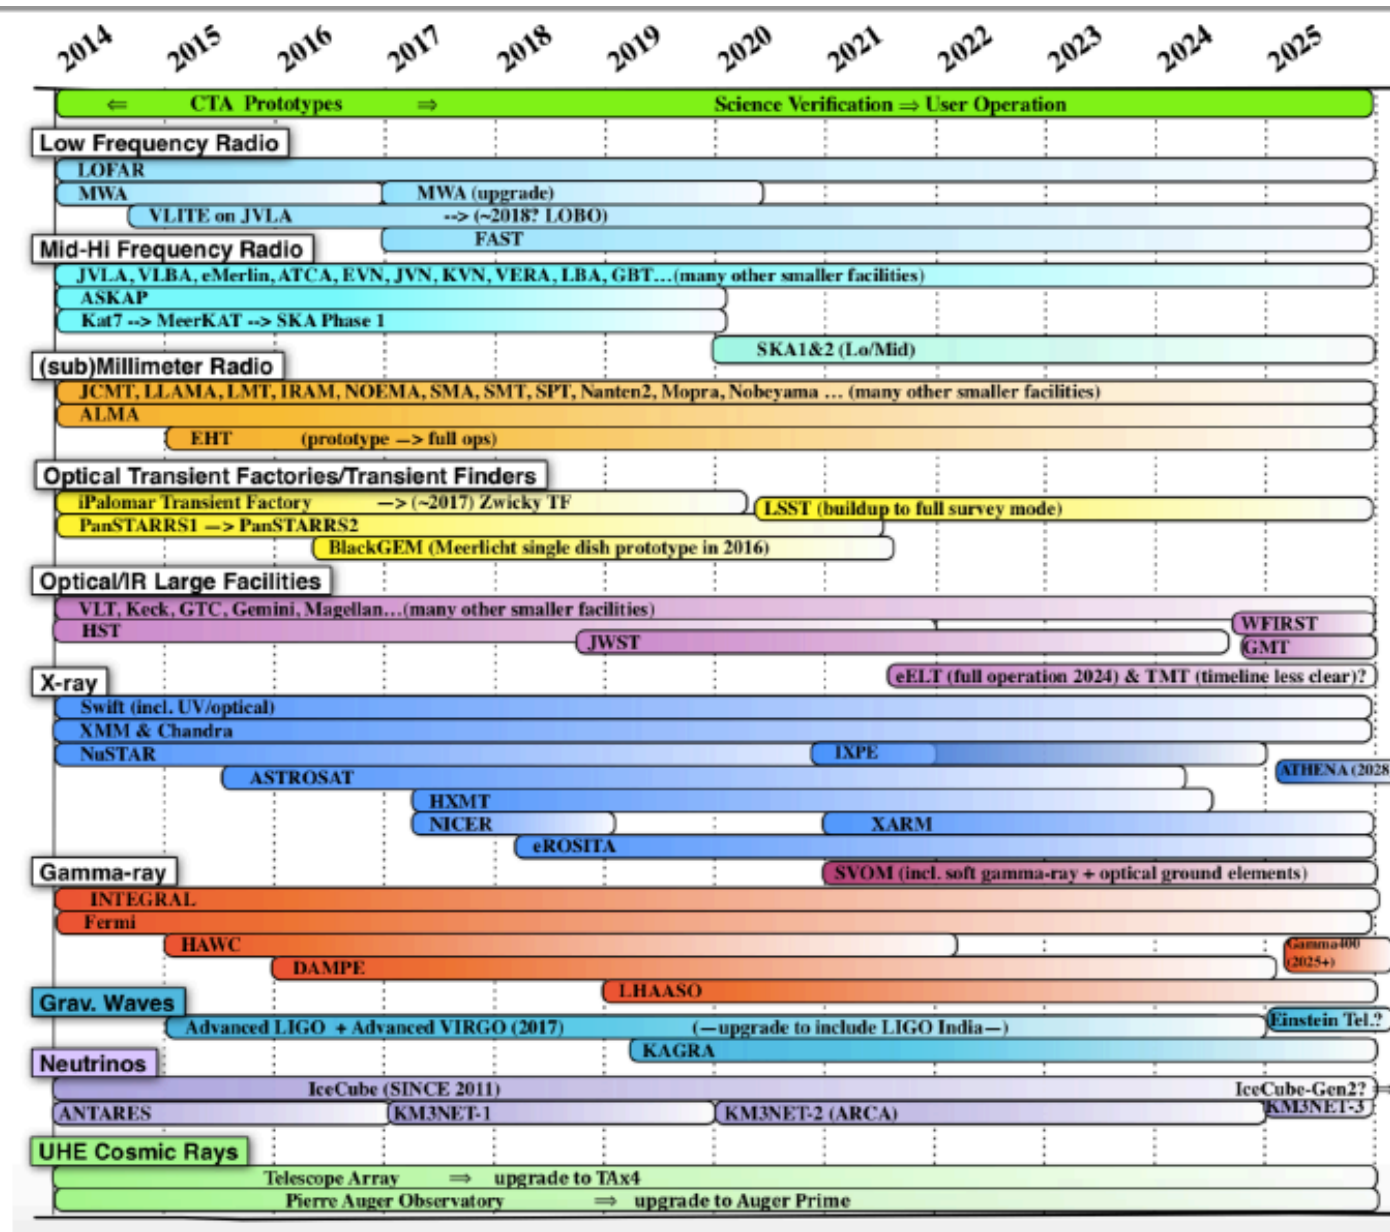 2014 2015 2016 2017 2018 2019 2020 2021 2022 2023 2024 2025
⇐ CTA Prototypes ⇒ Science Verification ⇒ User Operation
Low Frequency Radio
LOFAR
MWA MWA (upgrade)
VLITE on JVLA --> (~2018? LOBO)
FAST
Mid-Hi Frequency Radio
JVLA, VLBA, eMerlin, ATCA, EVN, JVN, KVN, VERA, LBA, GBT…(many other smaller facilities)
ASKAP
Kat7 --> MeerKAT --> SKA Phase 1
SKA1&2 (Lo/Mid)
(sub)Millimeter Radio
JCMT, LLAMA, LMT, IRAM, NOEMA, SMA, SMT, SPT, Nanten2, Mopra, Nobeyama … (many other smaller facilities)
ALMA
EHT (prototype —> full ops)
Optical Transient Factories/Transient Finders
iPalomar Transient Factory —> (~2017) Zwicky TF
LSST (buildup to full survey mode)
PanSTARRS1 —> PanSTARRS2
BlackGEM (Meerlicht single dish prototype in 2016)
Optical/IR Large Facilities
VLT, Keck, GTC, Gemini, Magellan…(many other smaller facilities)
HST WFIRST
JWST GMT
eELT (full operation 2024) & TMT (timeline less clear)?
X-ray
Swift (incl. UV/optical)
XMM & Chandra
NuSTAR IXPE
ASTROSAT ATHENA (2028
HXMT
NICER XARM
eROSITA
SVOM (incl. soft gamma-ray + optical ground elements)
Gamma-ray
INTEGRAL
Fermi
HAWC Gamma400
(2025+)
DAMPE
LHAASO
Grav. Waves
Advanced LIGO + Advanced VIRGO (2017) (—upgrade to include LIGO India—) Einstein Tel.?
KAGRA
Neutrinos
IceCube (SINCE 2011) IceCube-Gen2? ⇒
ANTARES KM3NET-1 KM3NET-2 (ARCA) KM3NET-3
UHE Cosmic Rays
Telescope Array ⇒ upgrade to TAx4
Pierre Auger Observatory ⇒ upgrade to Auger Prime